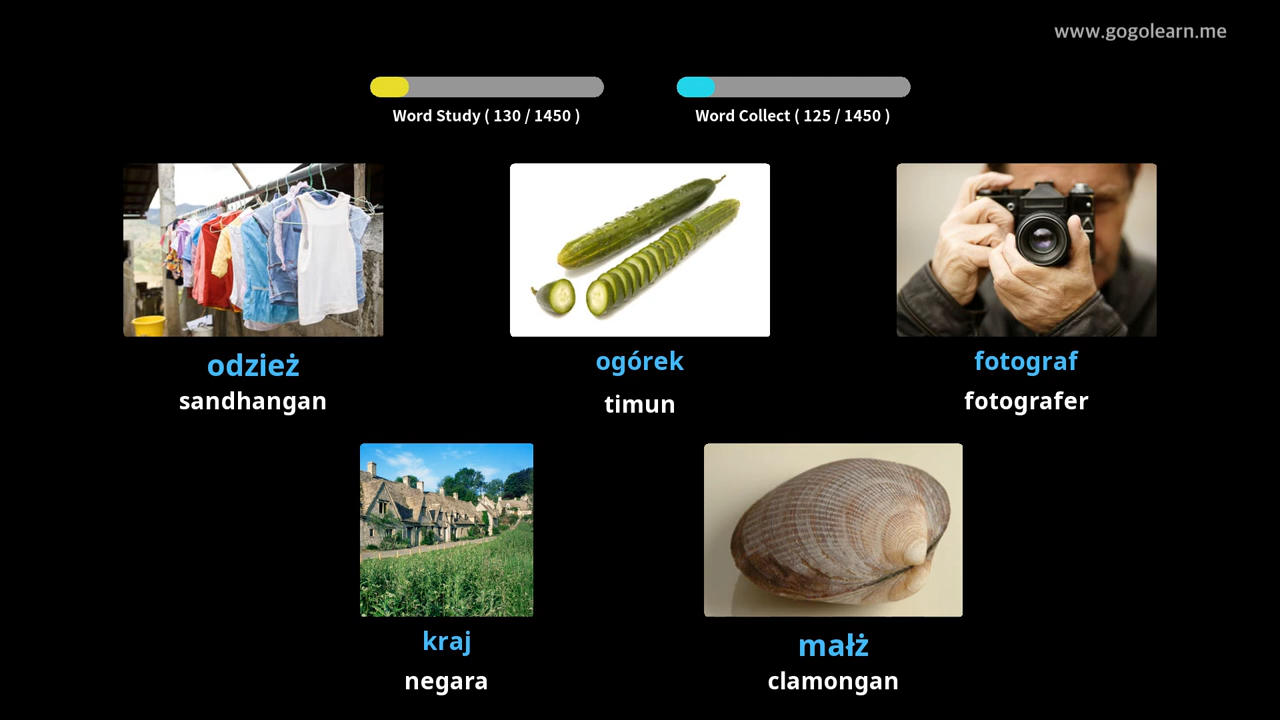 www.gogolearn.me
Word Study ( 130 / 1450 )
Word Collect ( 125 / 1450 )
odzież
sandhangan
ogórek
timun
fotograf
fotografer
kraj
negara
małż
clamongan